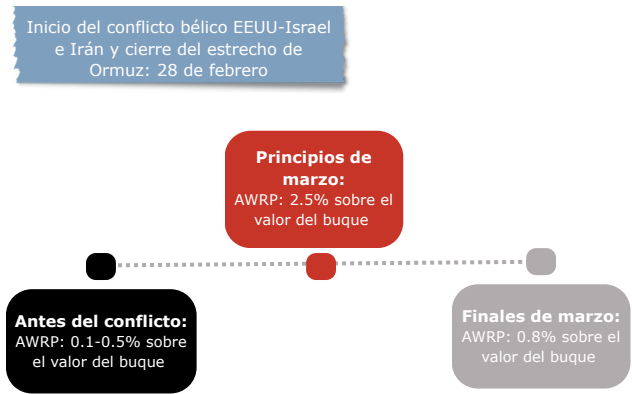 Inicio del conflicto bélico EEUU-Israel
e Irán y cierre del estrecho de
Ormuz: 28 de febrero
Principios de
marzo:
AWRP: 2.5% sobre el
valor del buque
Antes del conflicto:
AWRP: 0.1-0.5% sobre
el valor del buque
Finales de marzo:
AWRP: 0.8% sobre el
valor del buque